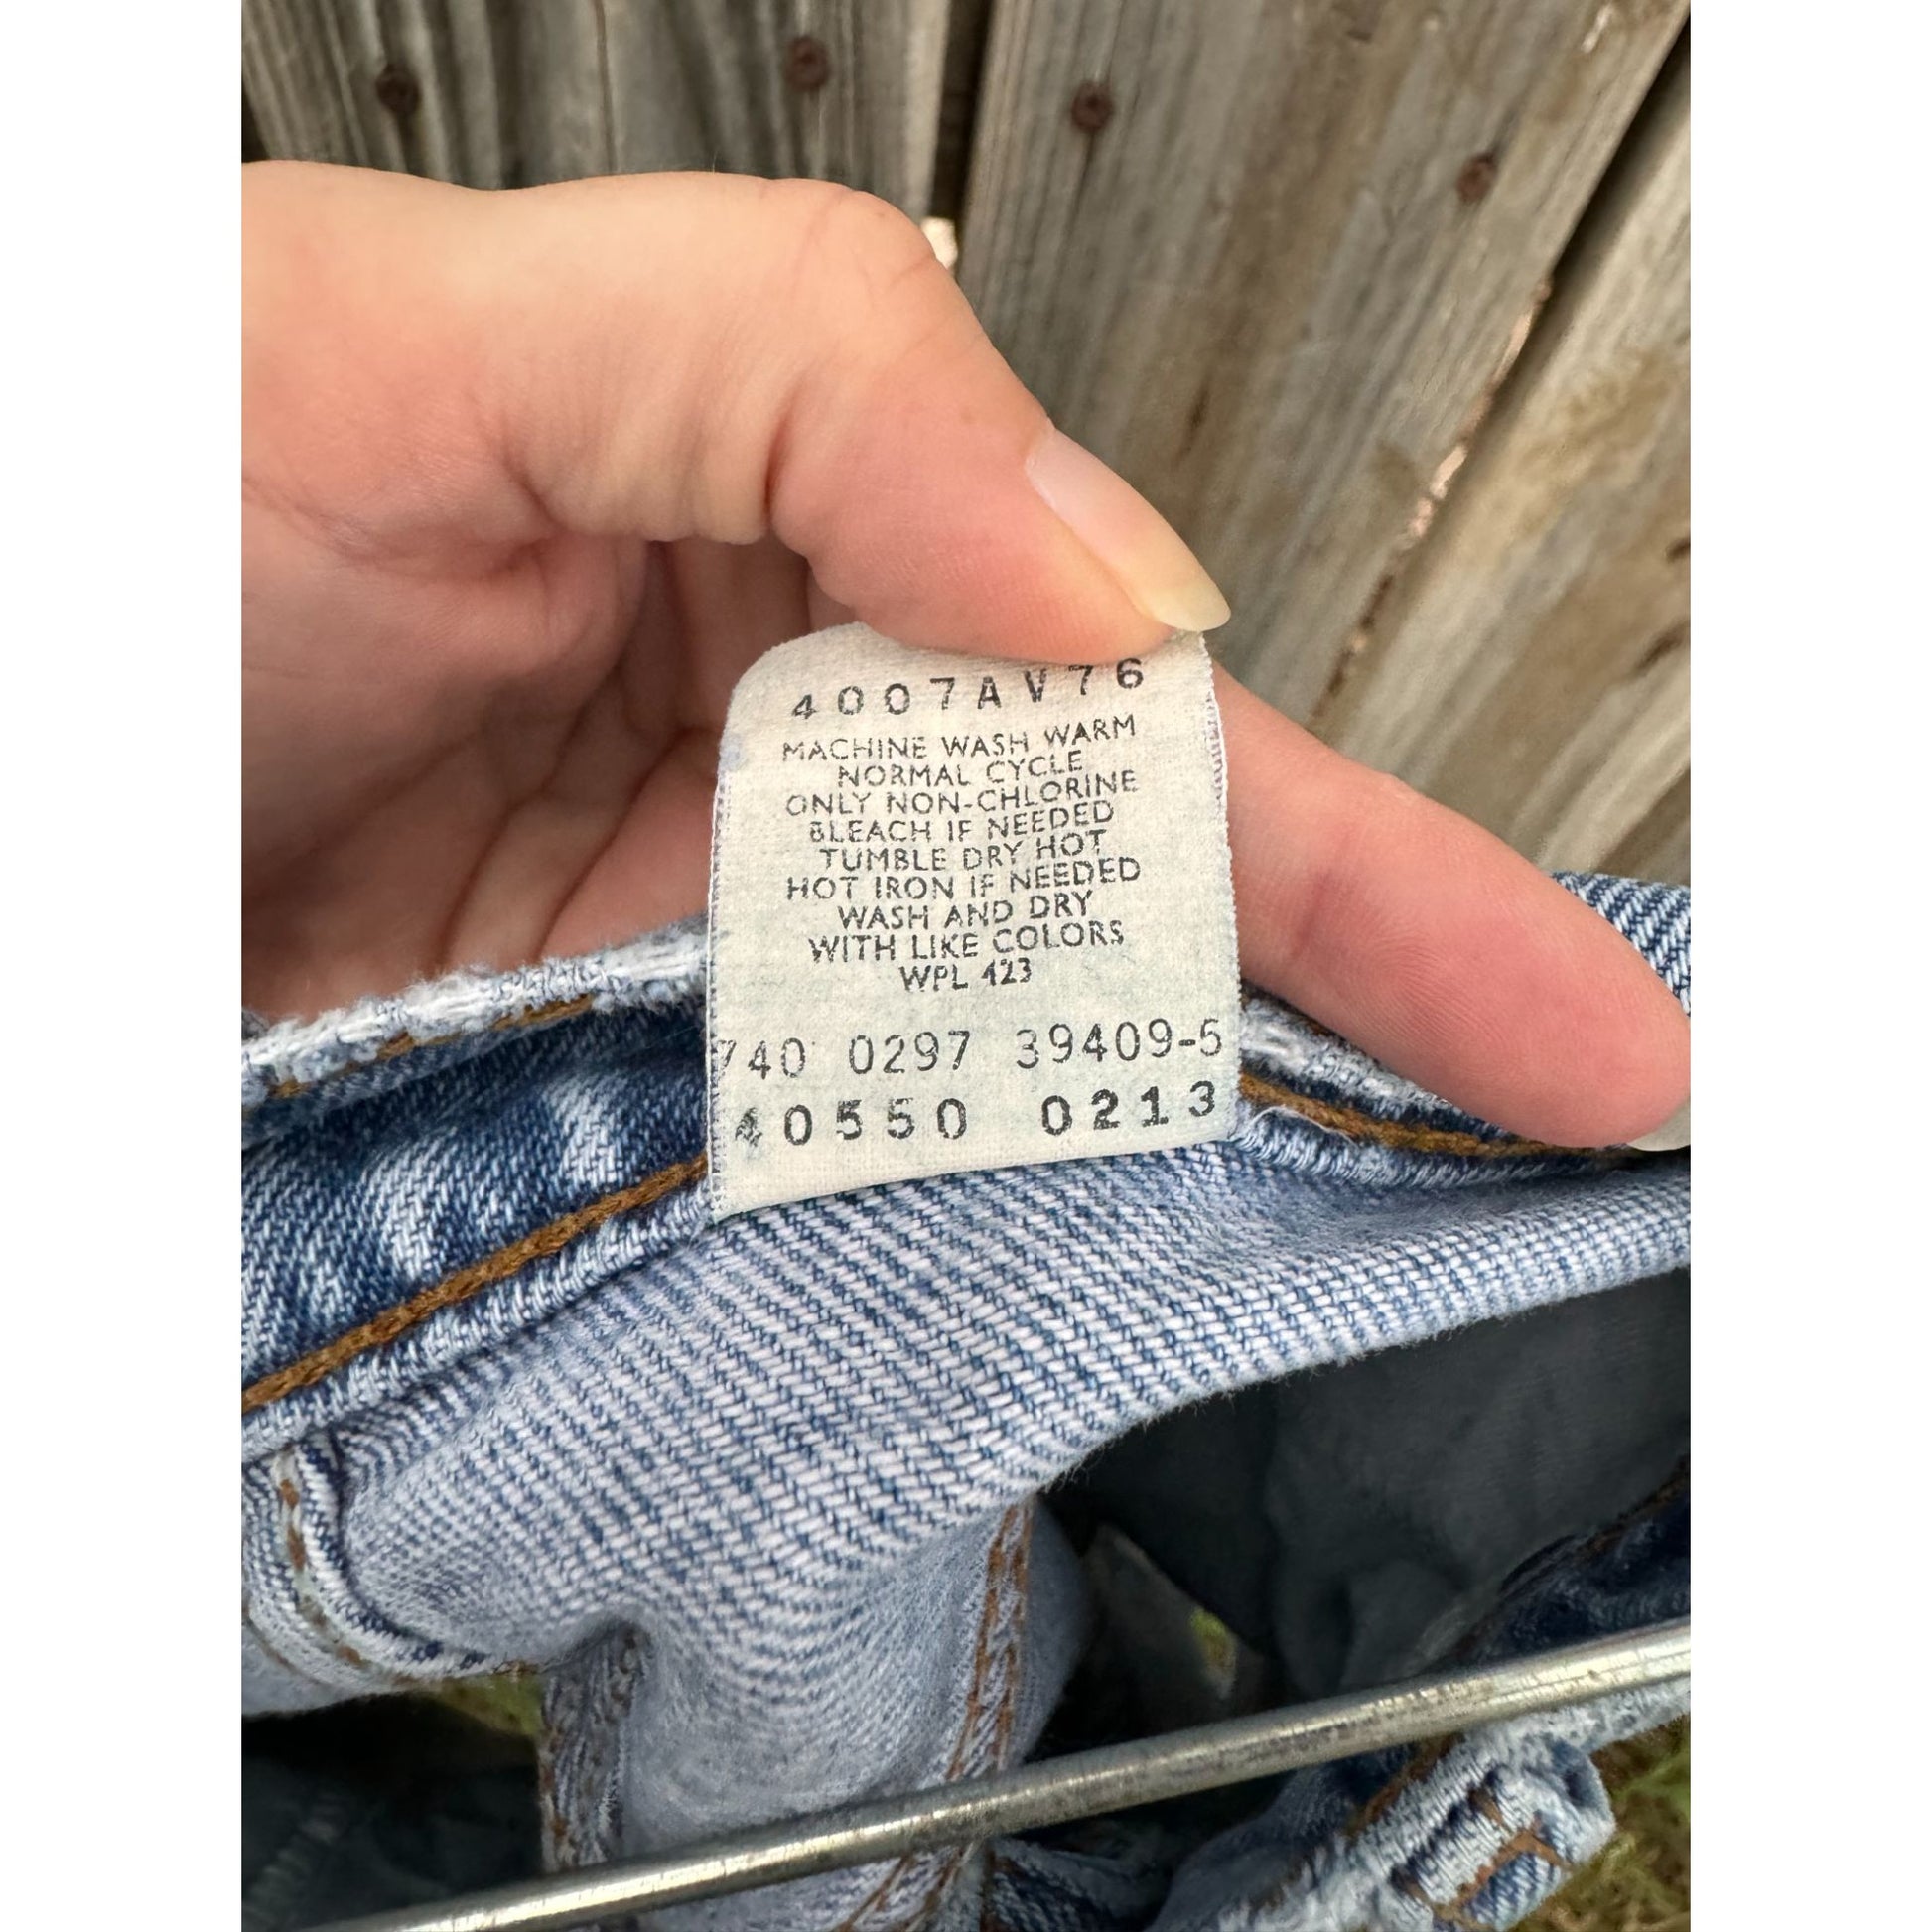 4007AV76
MACHINE WASH WARM
NORMAL CYCLE
ONLY NON-CHLORINE
BLEACH IF NEEDED
TUMBLE DRY HOT
HOT IRON IF NEEDED
WASH AND DRY
WITH LIKE COLORS
WPL 423
740 0297 39409-5
40550 0213